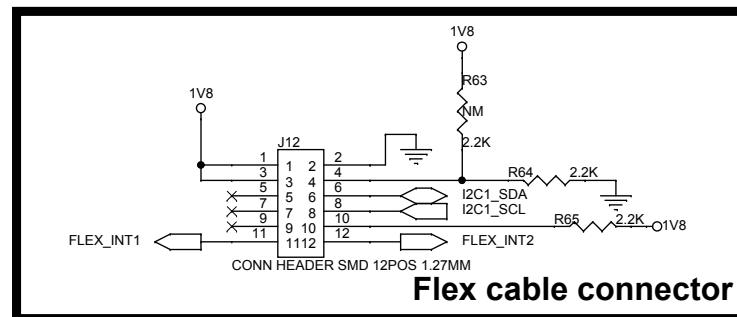 1V8
R63
1V8
NM
J12
2.2K
1 1 2 2
3 3 4 4 R64 2.2K
5 5 6 6 I2C1_SDA
7 7 8 8 I2C1_SCL
9 9 10 10 R65 2.2K 1V8
FLEX_INT1 11 11 12 12 FLEX_INT2
CONN HEADER SMD 12POS 1.27MM
Flex cable connector